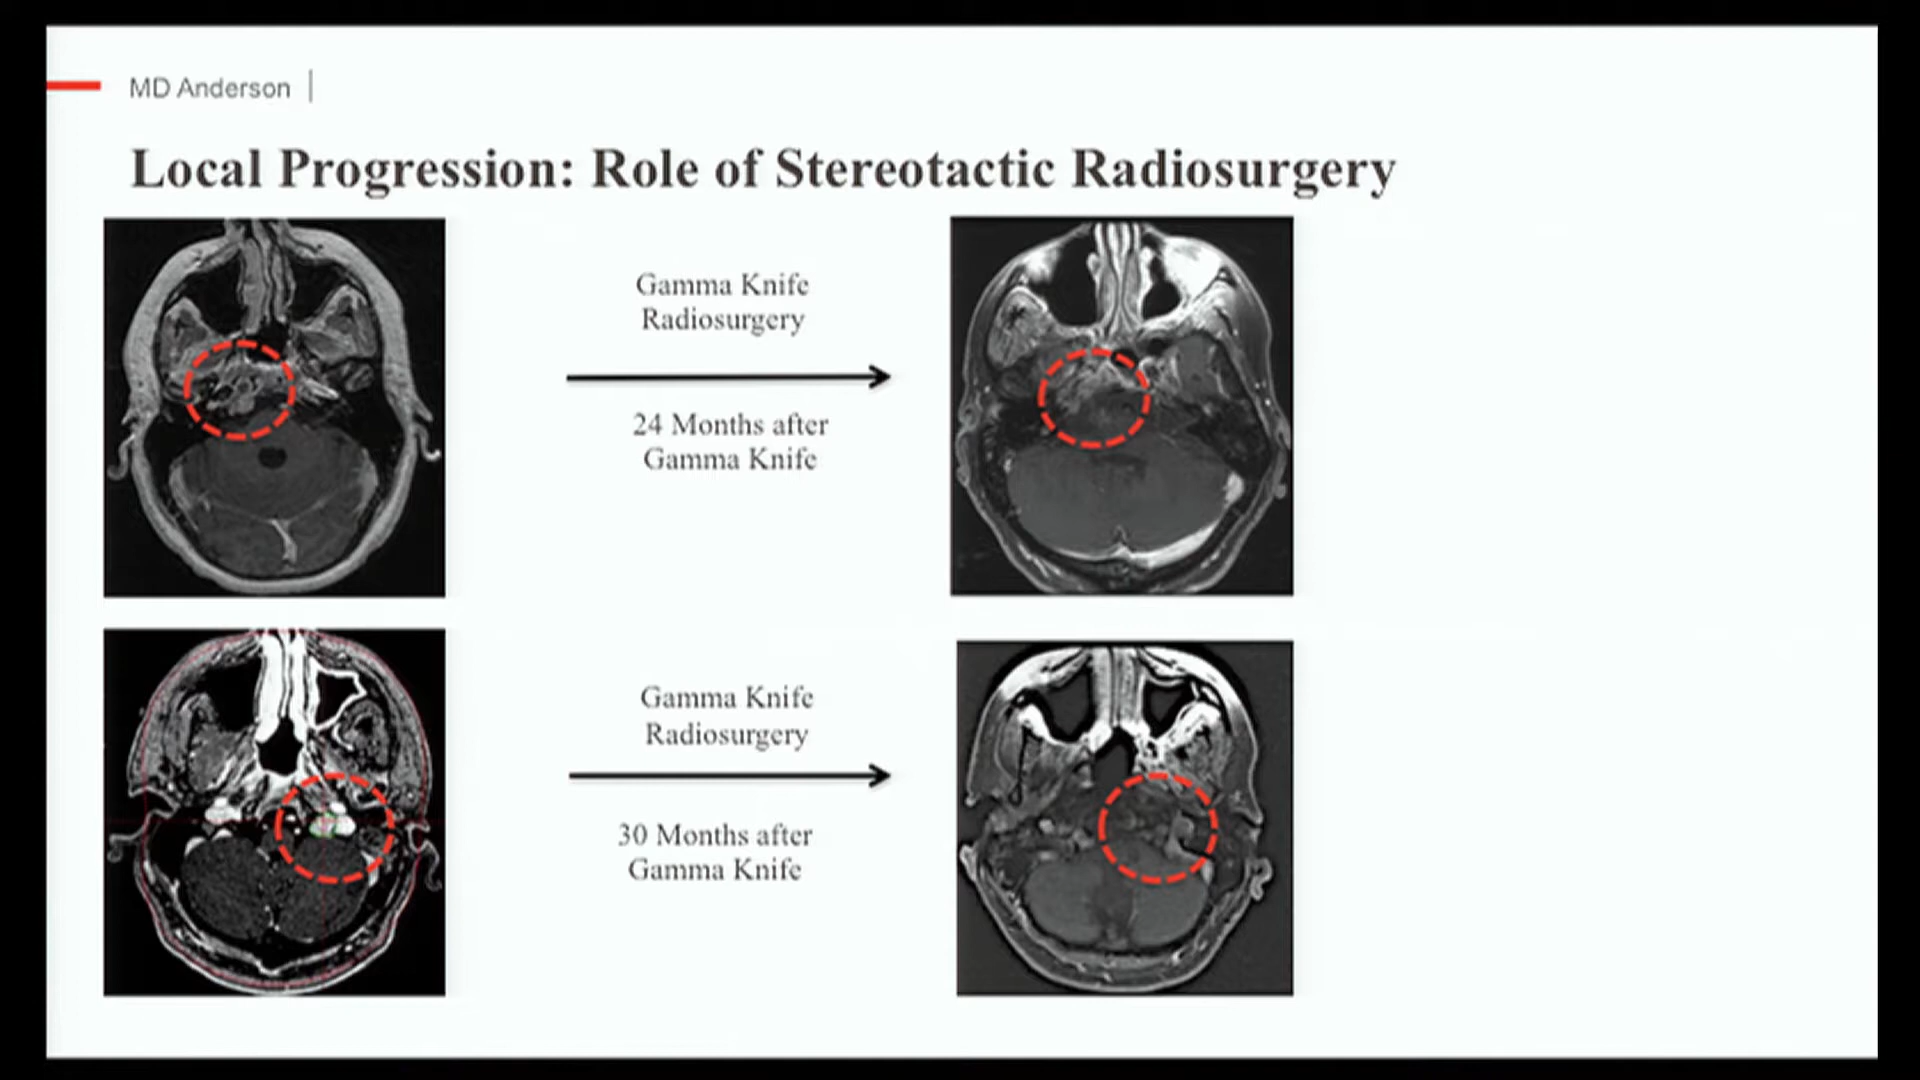 MD Anderson
Local Progression: Role of Stereotactic Radiosurgery
Gamma Knife
Radiosurgery
24 Months after
Gamma Knife
Gamma Knife
Radiosurgery
30 Months after
Gamma Knife